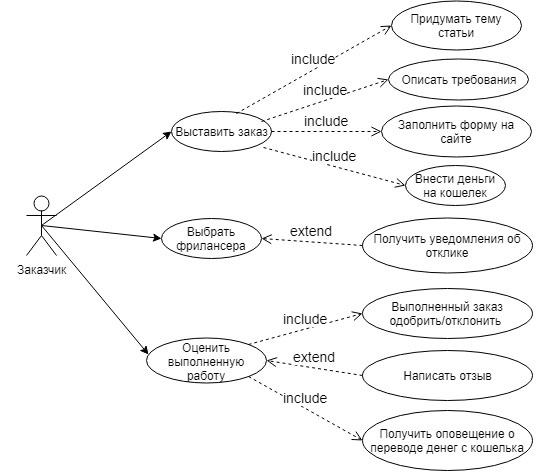 Придумать тему
статьи
include
include
Описать требования
include
Выставить заказ
Заполнить форму на
сайте
include
Внести деньги
на кошелек
Заказчик
Выбрать
фрилансера
extend
Получить уведомления об
отклике
include
Выполненный заказ
одобрить/отклонить
Оценить
выполненную
работу
extend
Написать отзыв
include
Получить оповещение о
переводе денег с кошелька